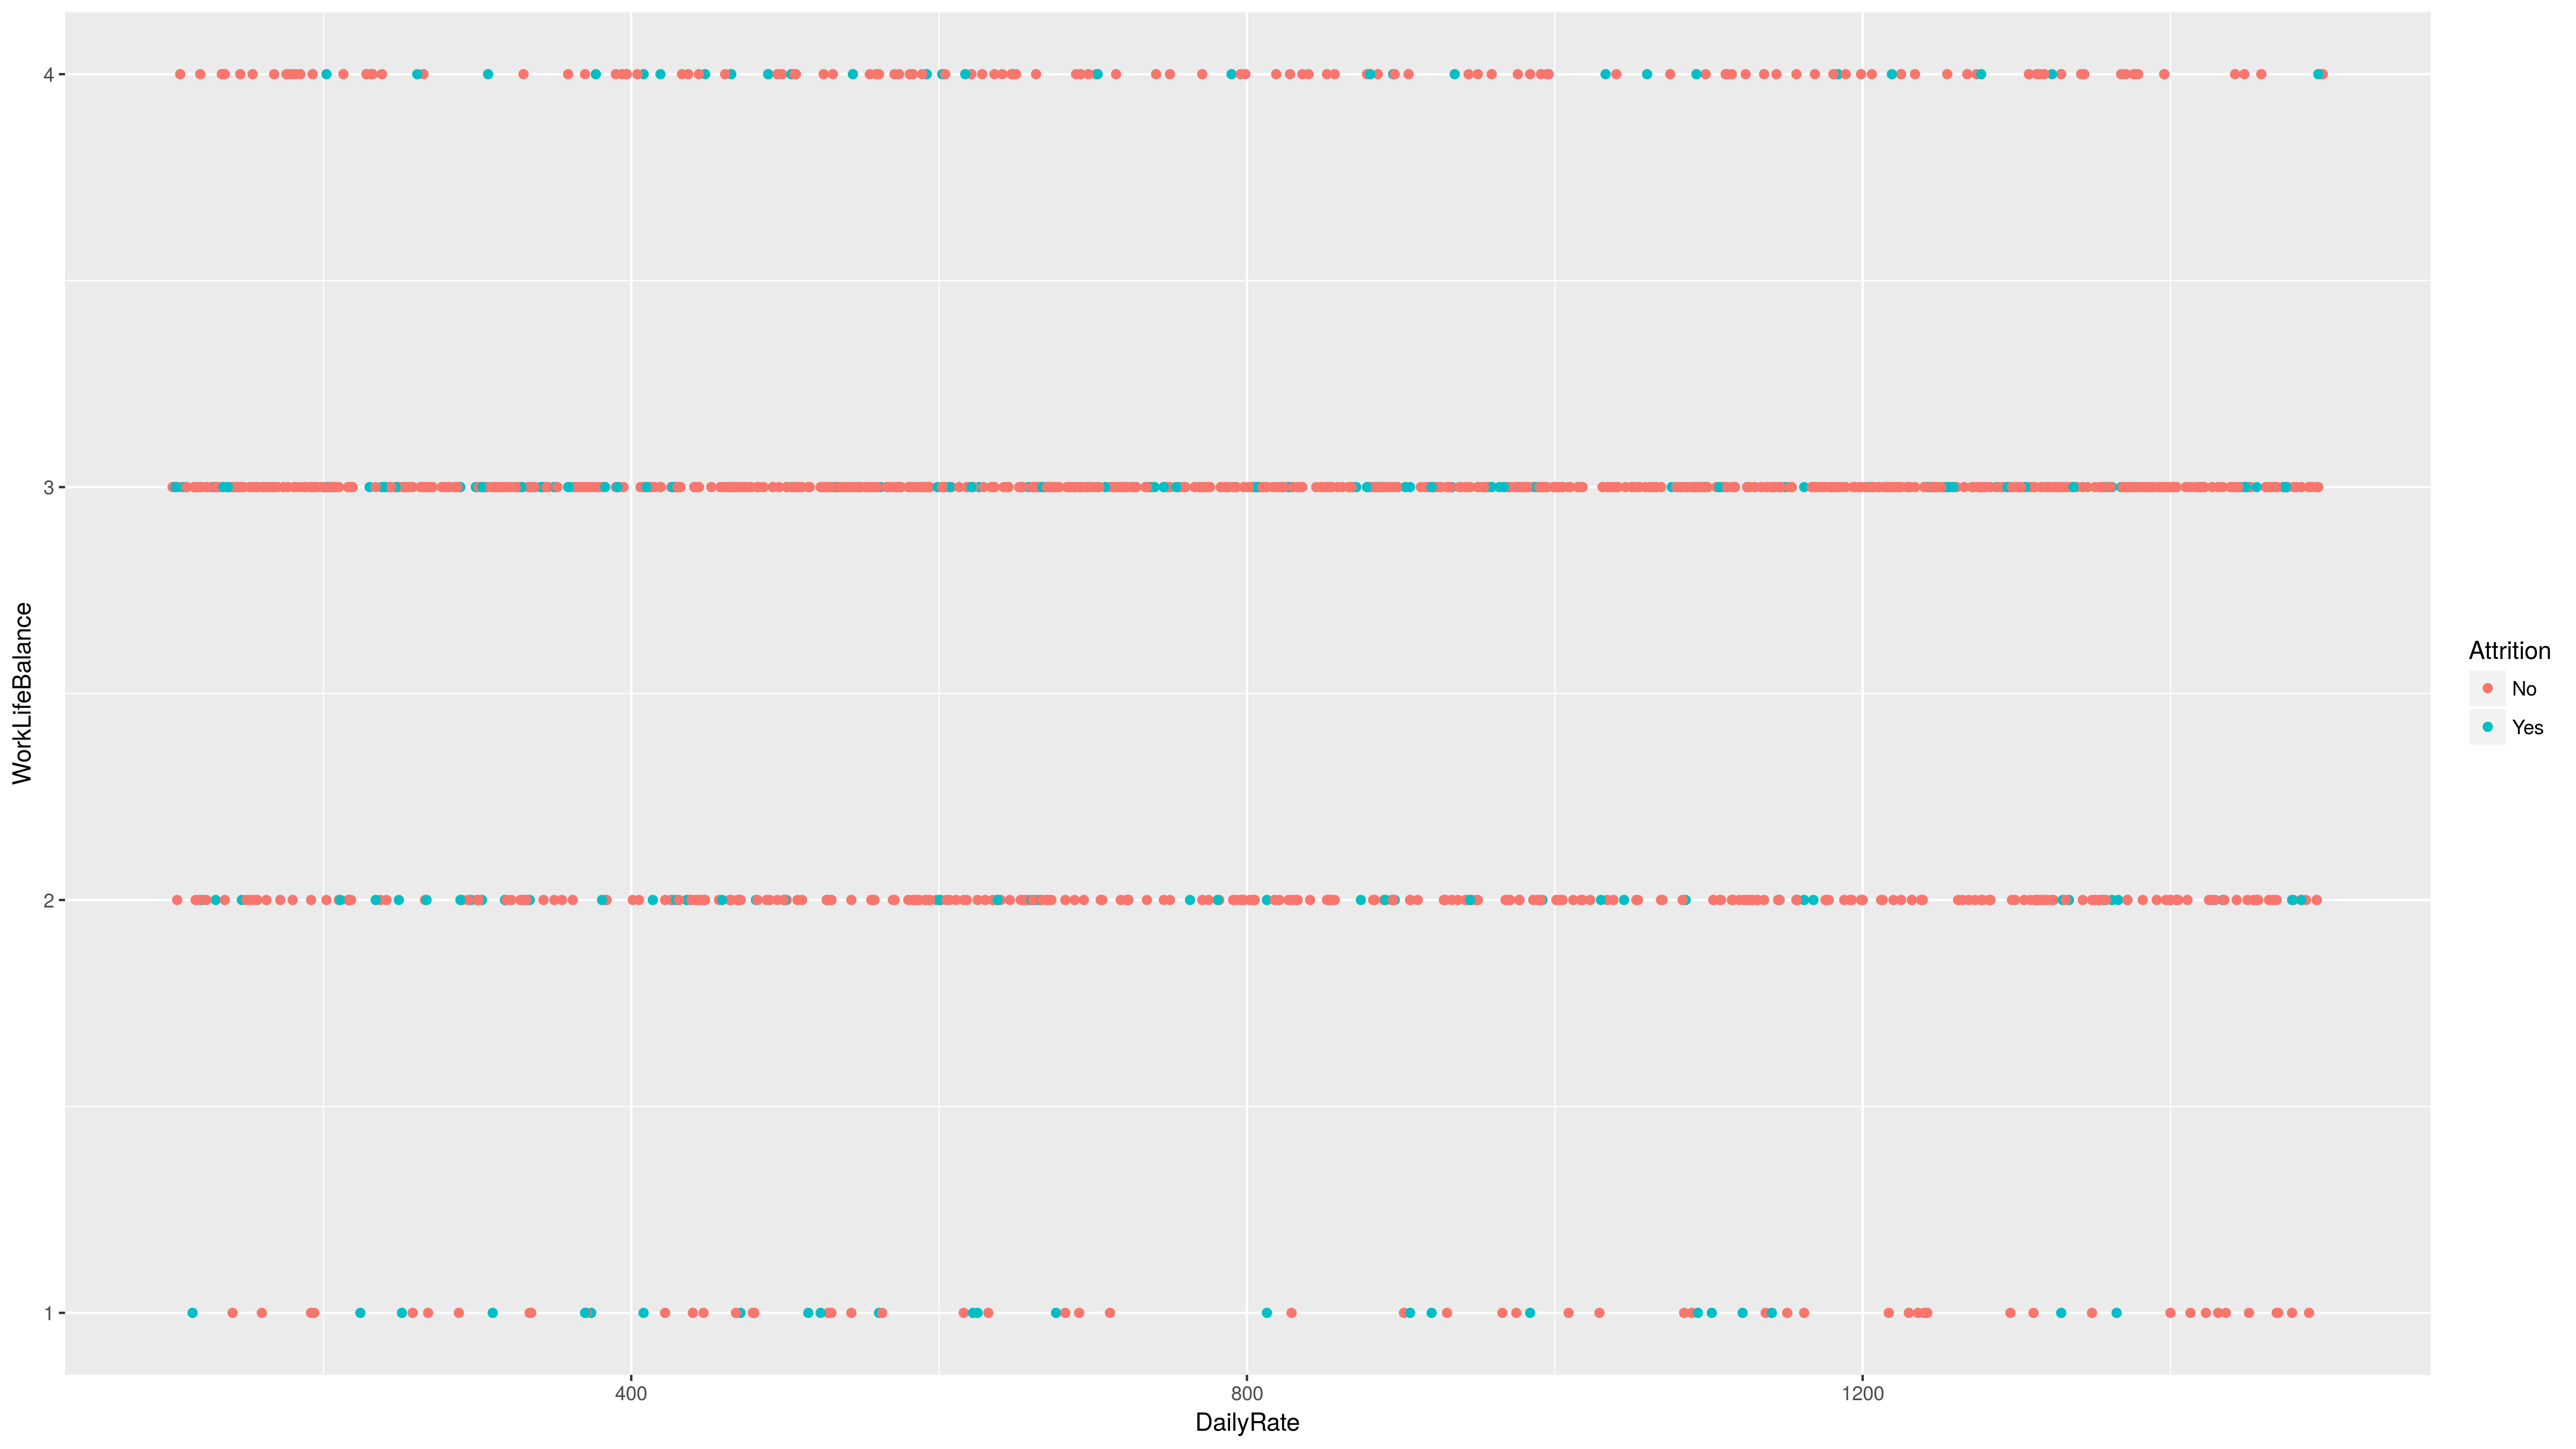 4
3
2
1
WorkLifeBalance
400
800
1200
DailyRate
Attrition
No
Yes